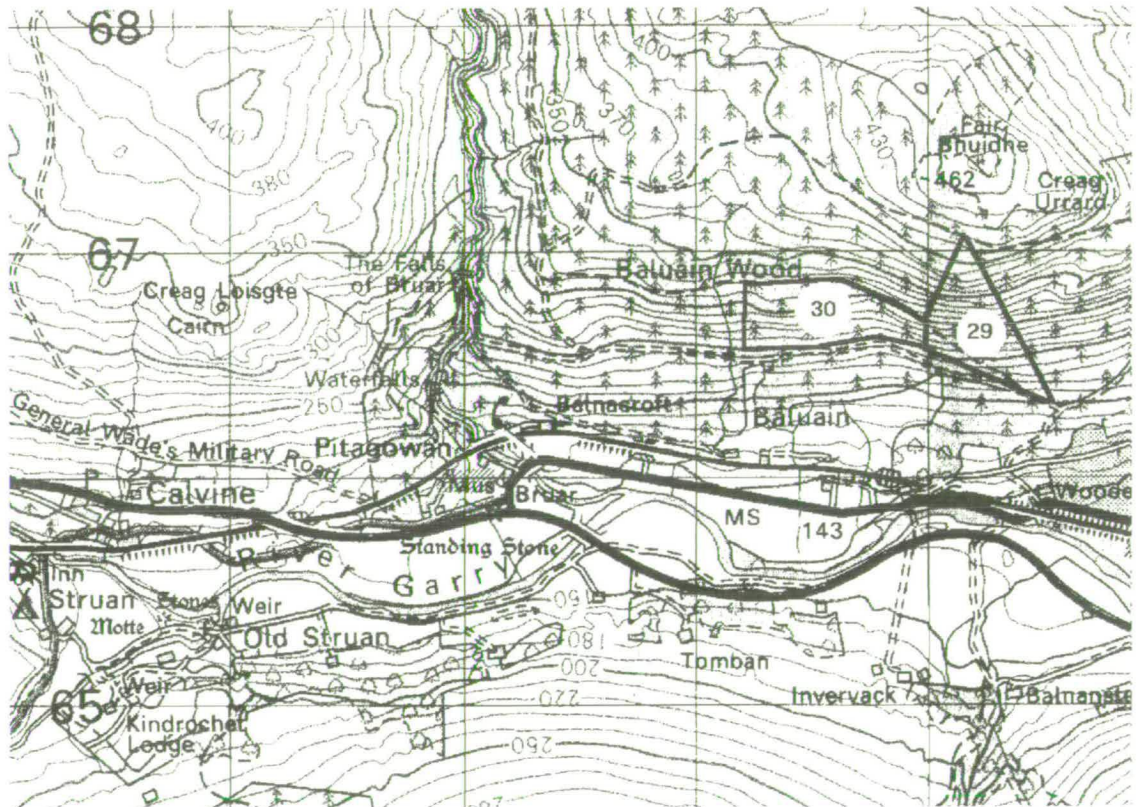 68
400
350
370
400
430
Fair
Bhuidhe
462
Creag
Urrard
380
67
350
The Falls
of Bruar
Baluain Wood
Creag Loisgte
Cairn
30
29
300
Waterfalls
250
Balnacroft
Baluain
General Wade's Military Road
Pitagowan
Calvine
Mus
Bruar
MS
143
Standing Stone
River Garry
Inn
Struan
Motte
Stones
Weir
Old Struan
180
200
220
Tomban
Weir
65
Kindrochet
Lodge
260
Invervack